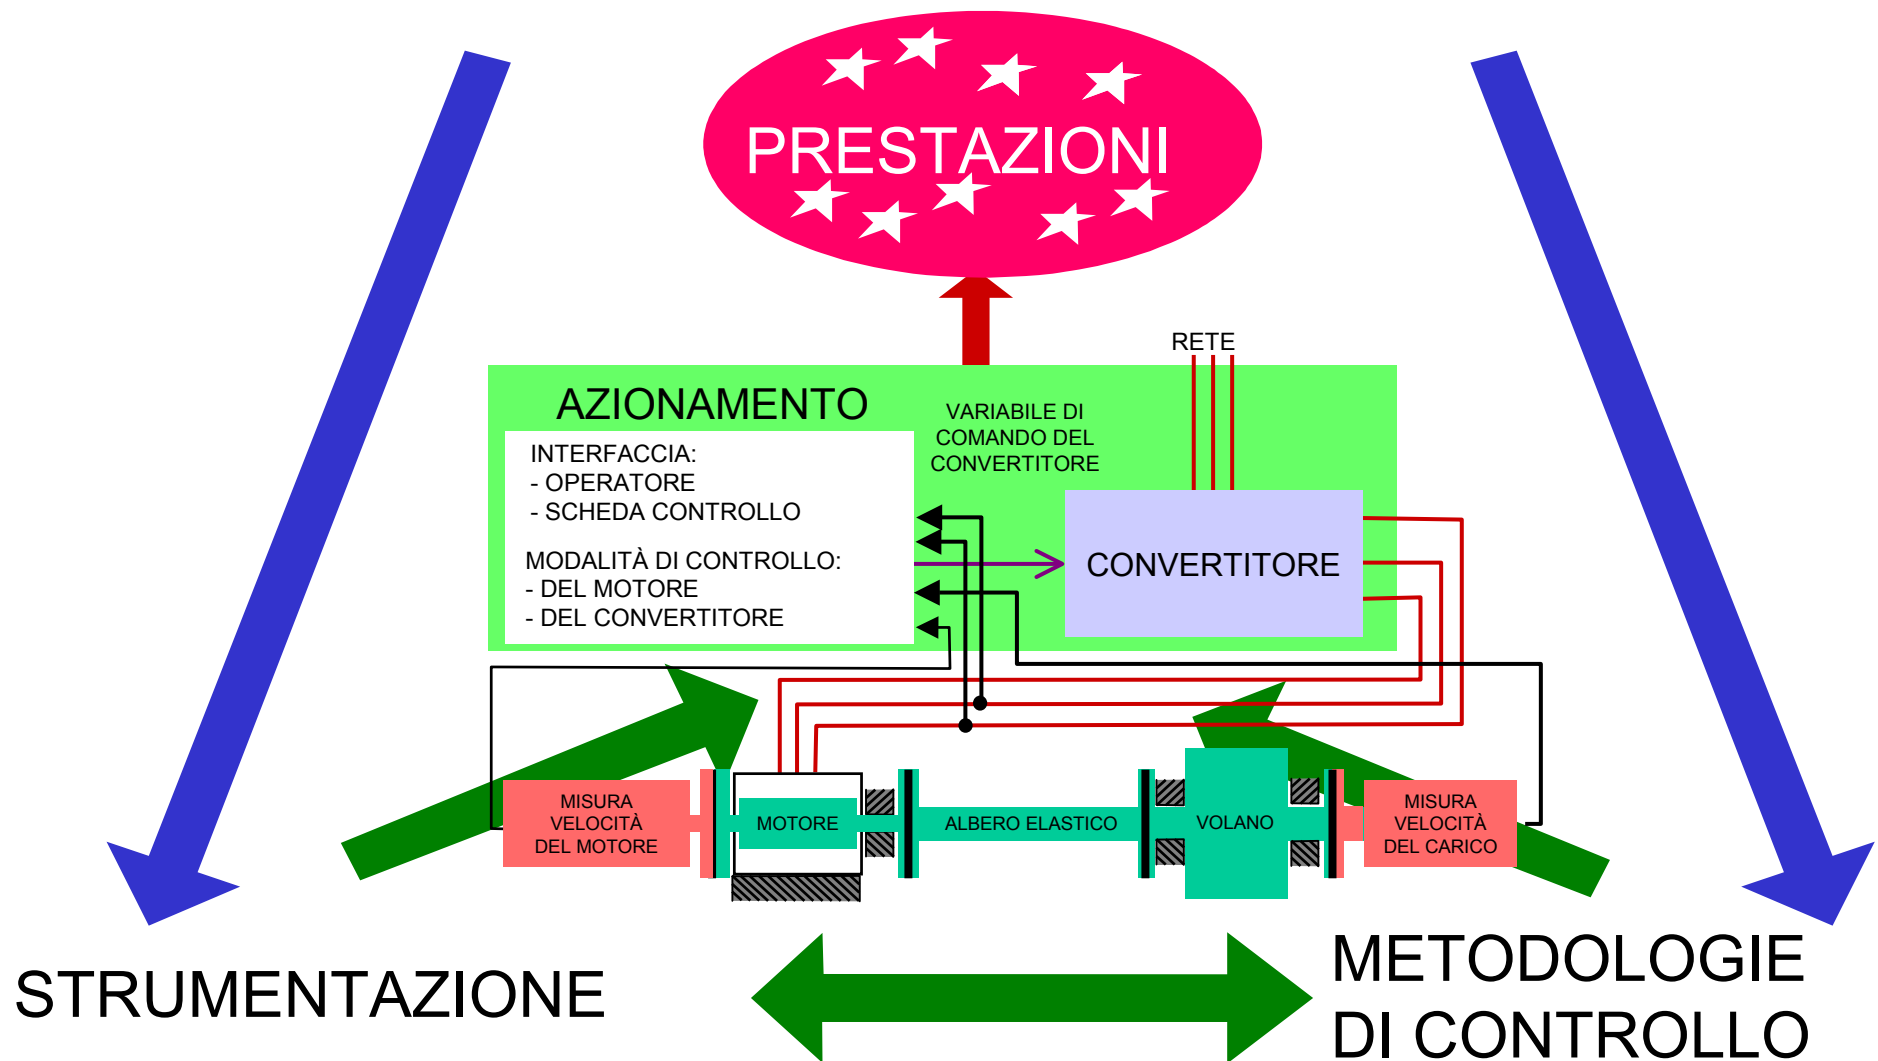 PRESTAZIONI
RETE
AZIONAMENTO
VARIABILE DI
COMANDO DEL
CONVERTITORE
INTERFACCIA:
- OPERATORE
- SCHEDA CONTROLLO
MODALITÀ DI CONTROLLO:
- DEL MOTORE
- DEL CONVERTITORE
CONVERTITORE
MISURA
VELOCITÀ
DEL MOTORE
MOTORE
ALBERO ELASTICO
VOLANO
MISURA
VELOCITÀ
DEL CARICO
STRUMENTAZIONE
METODOLOGIE
DI CONTROLLO